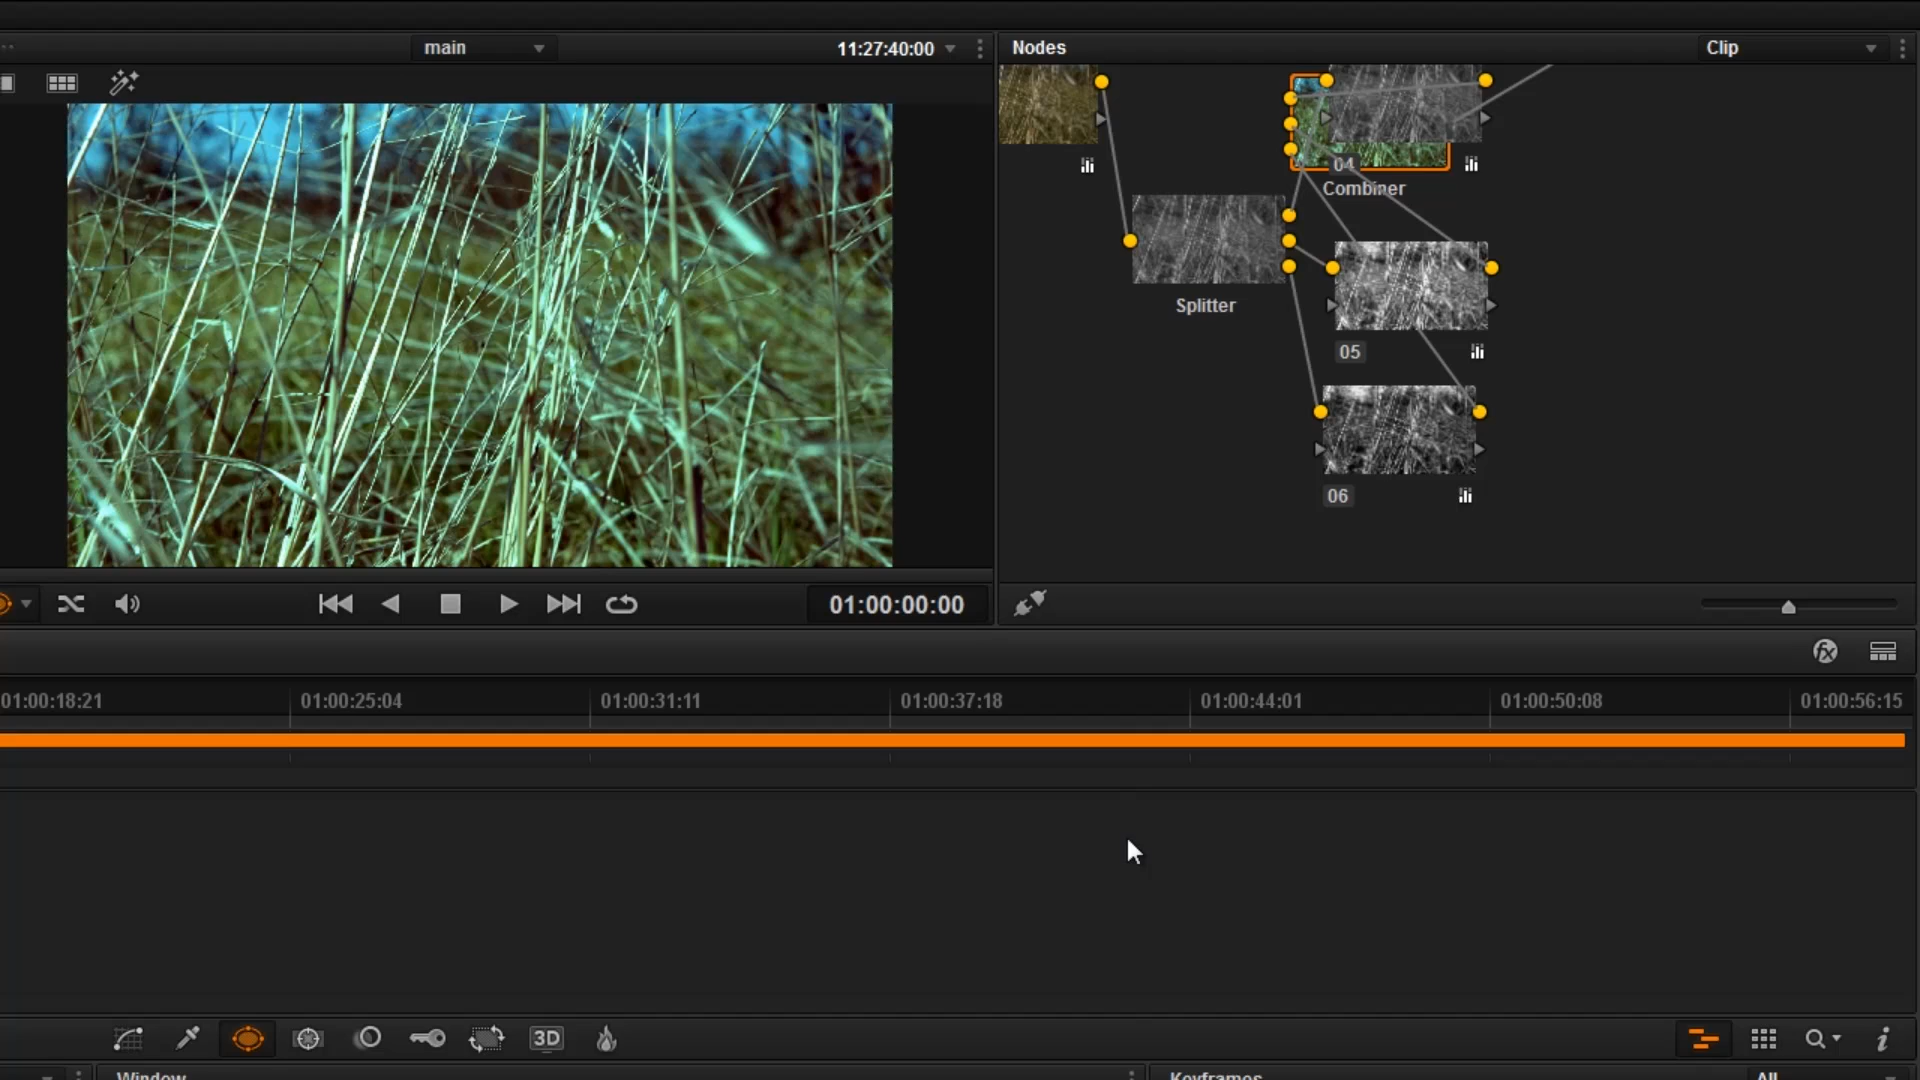 main
11:27:40:00
Nodes
Clip
04
Combiner
Splitter
05
06
01:00:00:00
fx
01:00:18:21
01:00:25:04
01:00:31:11
01:00:37:18
01:00:44:01
01:00:50:08
01:00:56:15
3D
i
Window
Keyframes
All